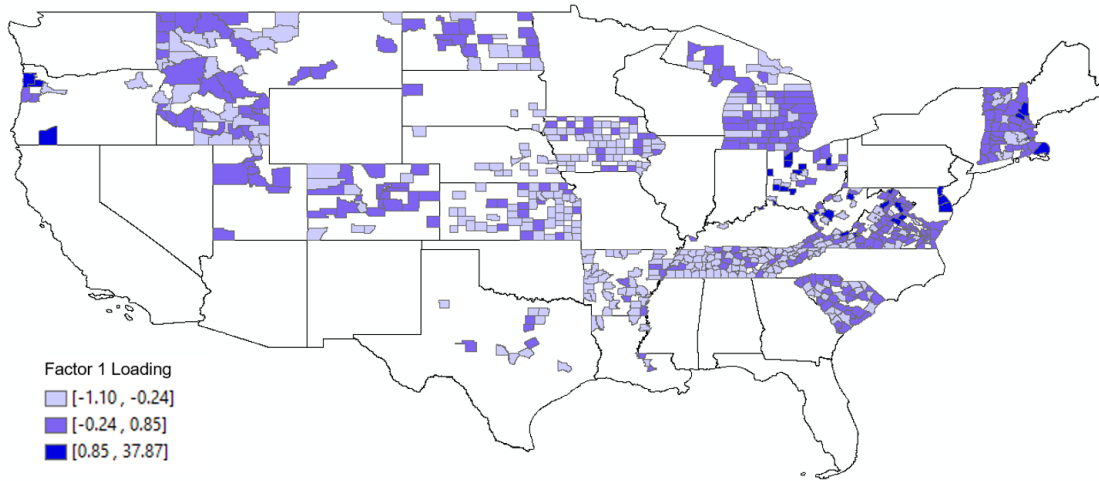 Factor 1 Loading
[-1.10 , -0.24]
[-0.24 , 0.85]
[0.85 , 37.87]